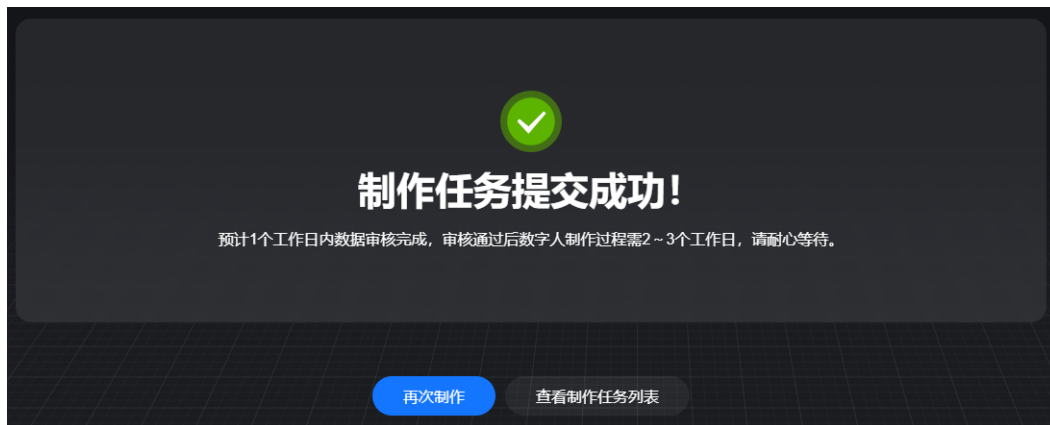 制作任务提交成功！
预计1个工作日内数据审核完成，审核通过后数字人制作过程需2～3个工作日，请耐心等待。
再次制作
查看制作任务列表